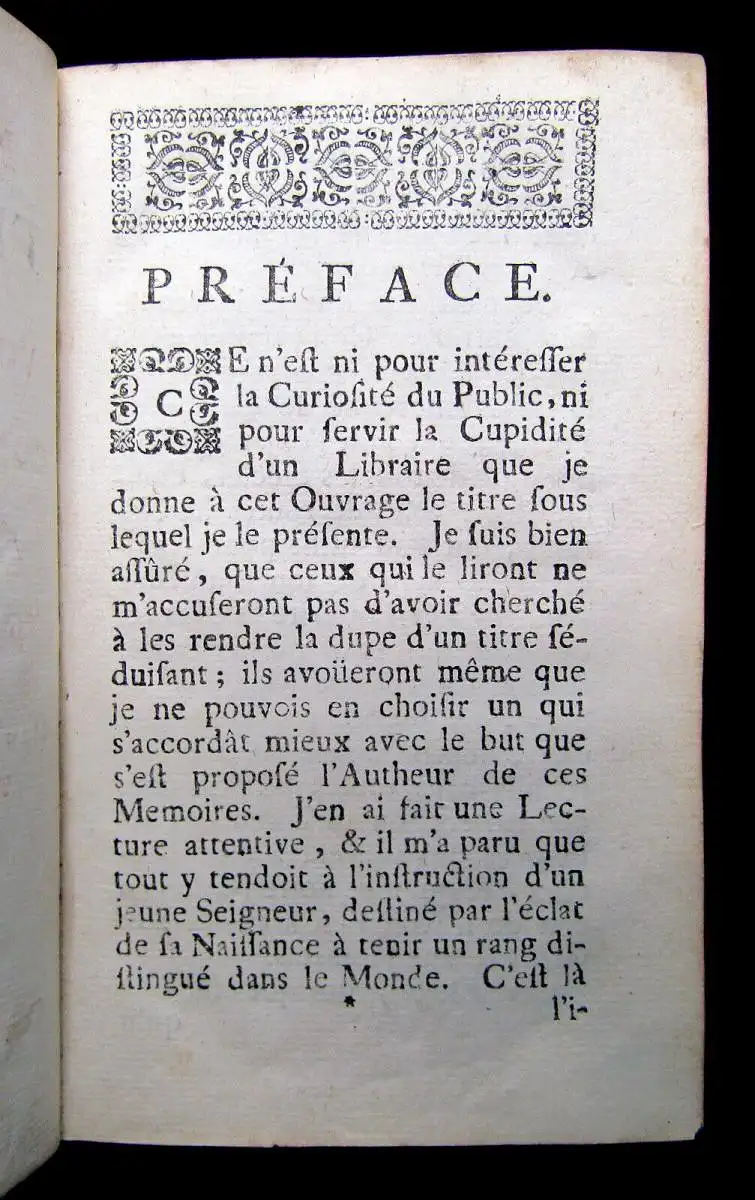 PRÉFACE.
CE n'eſt ni pour intéreſſer
la Curioſité du Public, ni
pour ſervir la Cupidité
d'un Libraire que je
donne à cet Ouvrage le titre ſous
lequel je le préſente. Je ſuis bien
aſſûré, que ceux qui le liront ne
m'accuſeront pas d'avoir cherché
à les rendre la dupe d'un titre ſé-
duiſant; ils avoüeront même que
je ne pouvois en choiſir un qui
s'accordât mieux avec le but que
s'eſt propoſé l'Autheur de ces
Memoires. J'en ai fait une Lec-
ture attentive, & il m'a paru que
tout y tendoit à l'inſtruction d'un
jeune Seigneur, deſtiné par l'éclat
de ſa Naiſſance à tenir un rang di-
ſtingué dans le Monde. C'eſt là
* l'i-